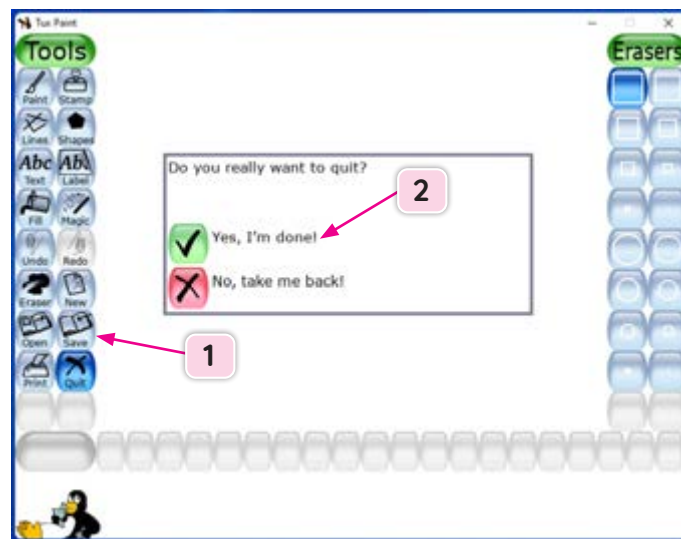 Tux Paint
Tools
Erasers
Paint Stamp
Lines Shapes
Abc Abc
Text Label
Fill Magic
Undo Redo
Eraser New
Open Save
Print Quit
Do you really want to quit?
2
Yes, I'm done!
No, take me back!
1